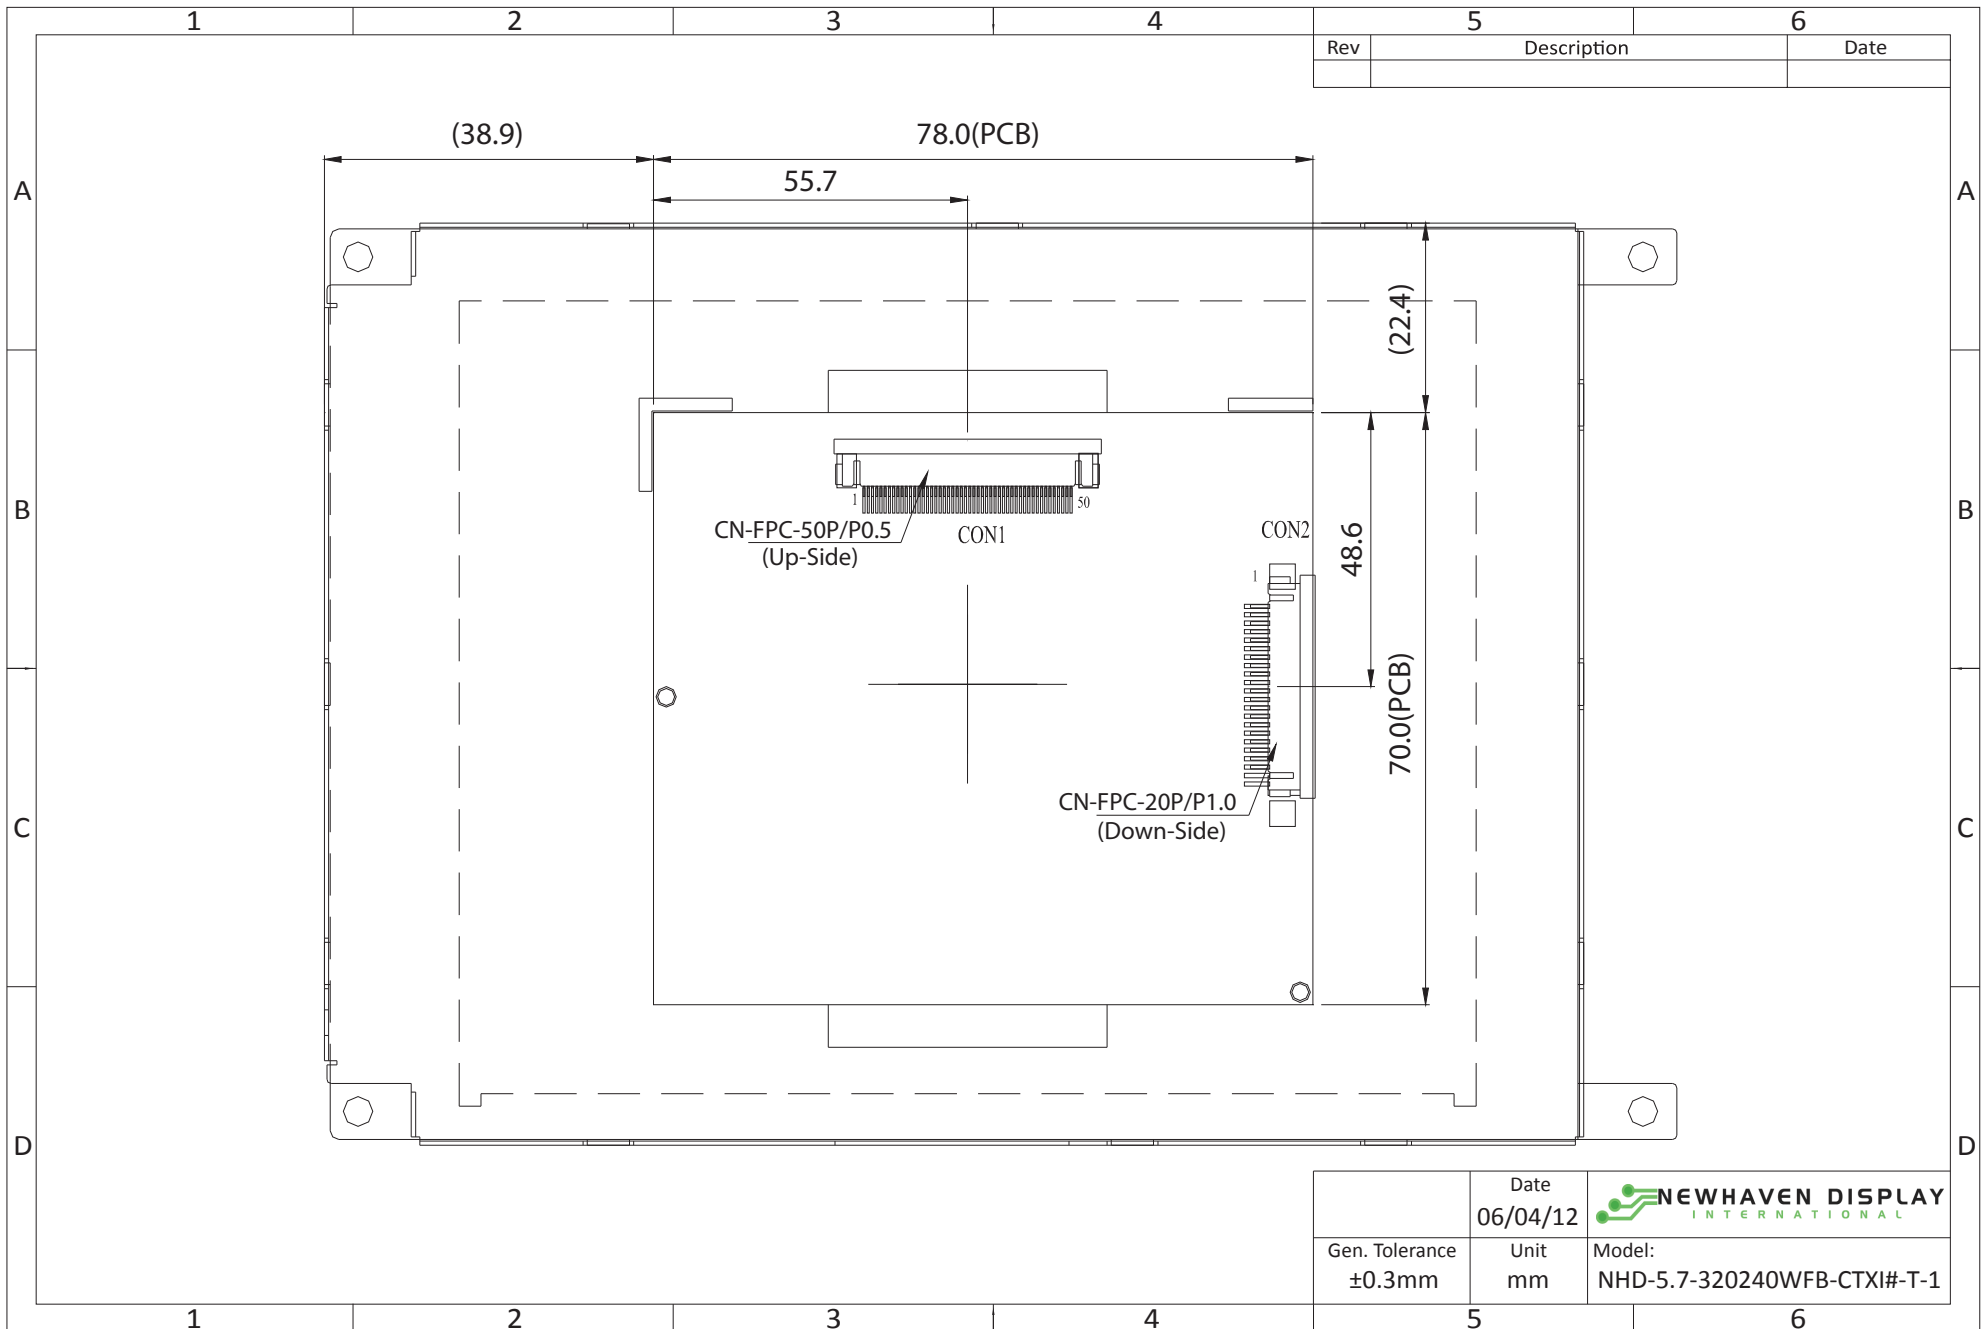 1 2 3 4 5 6
Rev Description Date
(38.9) 78.0(PCB)
55.7
A A
(22.4)
B B
1 50
CN-FPC-50P/P0.5
(Up-Side)
CON1
CON2
48.6
1
70.0(PCB)
CN-FPC-20P/P1.0
(Down-Side)
C C
D D
Date
06/04/12
NEWHAVEN DISPLAY
INTERNATIONAL
Gen. Tolerance
±0.3mm
Unit
mm
Model:
NHD-5.7-320240WFB-CTXI#-T-1
1 2 3 4 5 6